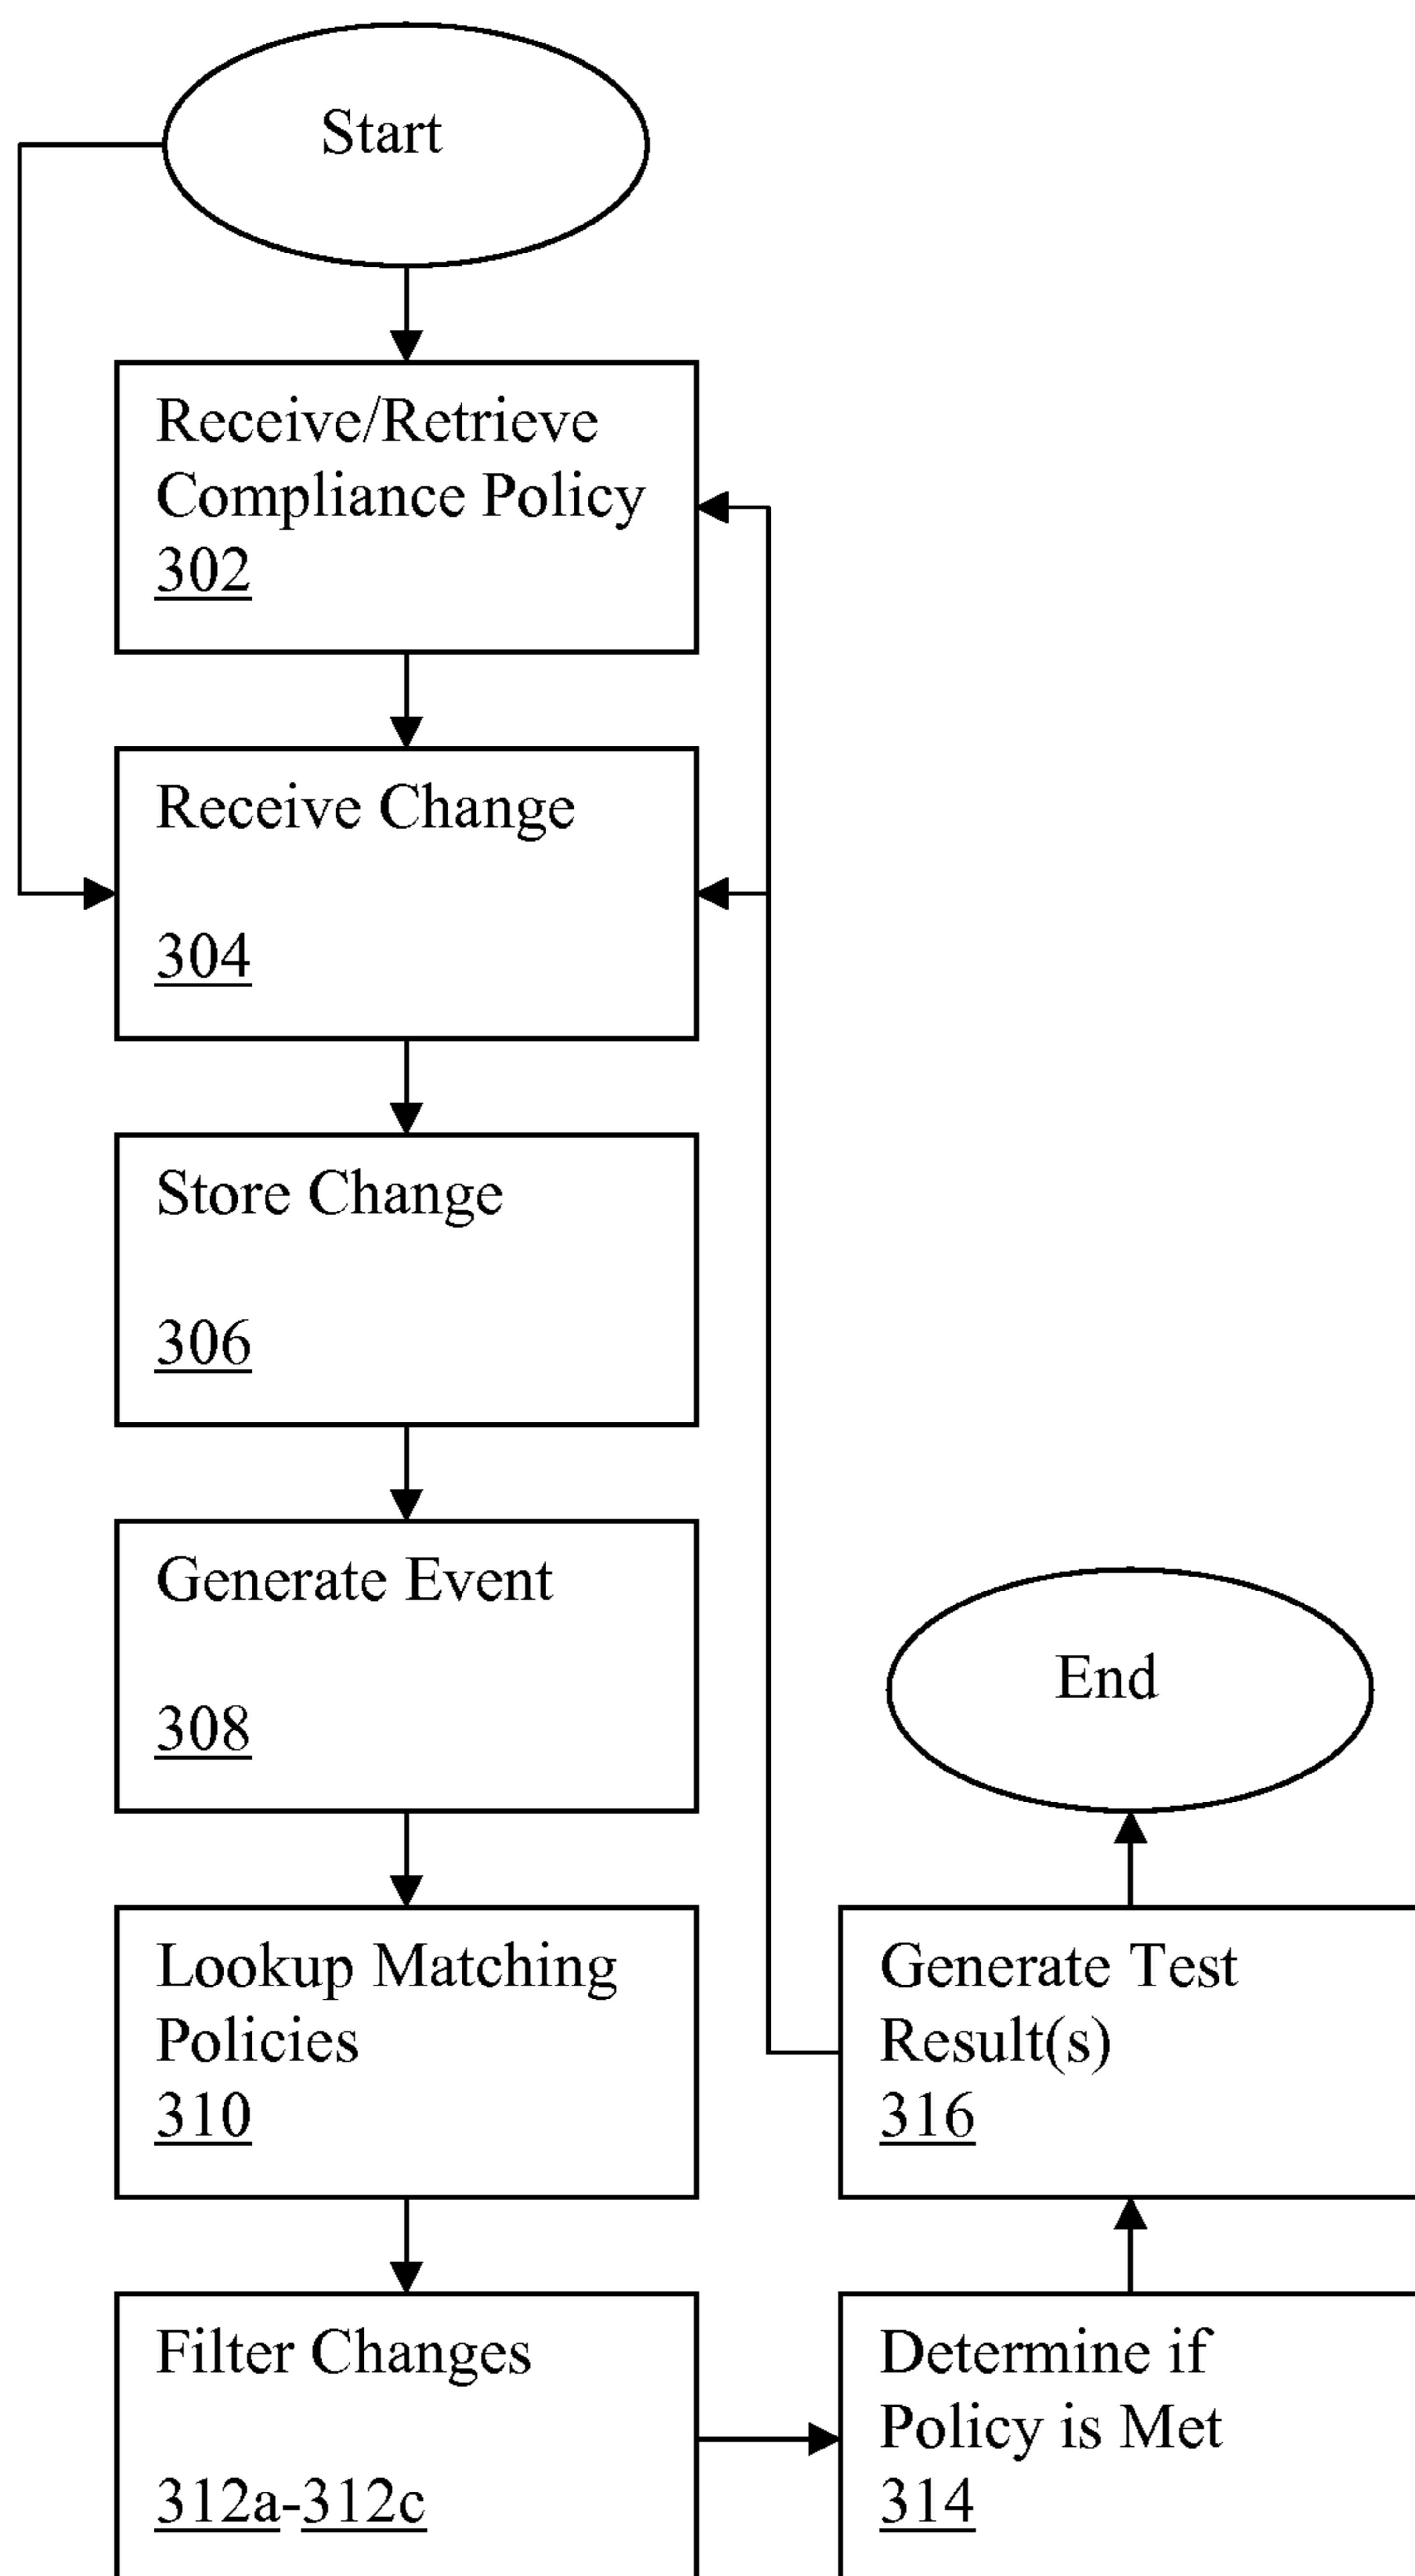 Start
Receive/Retrieve
Compliance Policy
302
Receive Change
304
Store Change
306
Generate Event
308
Lookup Matching
Policies
310
Filter Changes
312a-312c
Determine if
Policy is Met
314
Generate Test
Result(s)
316
End